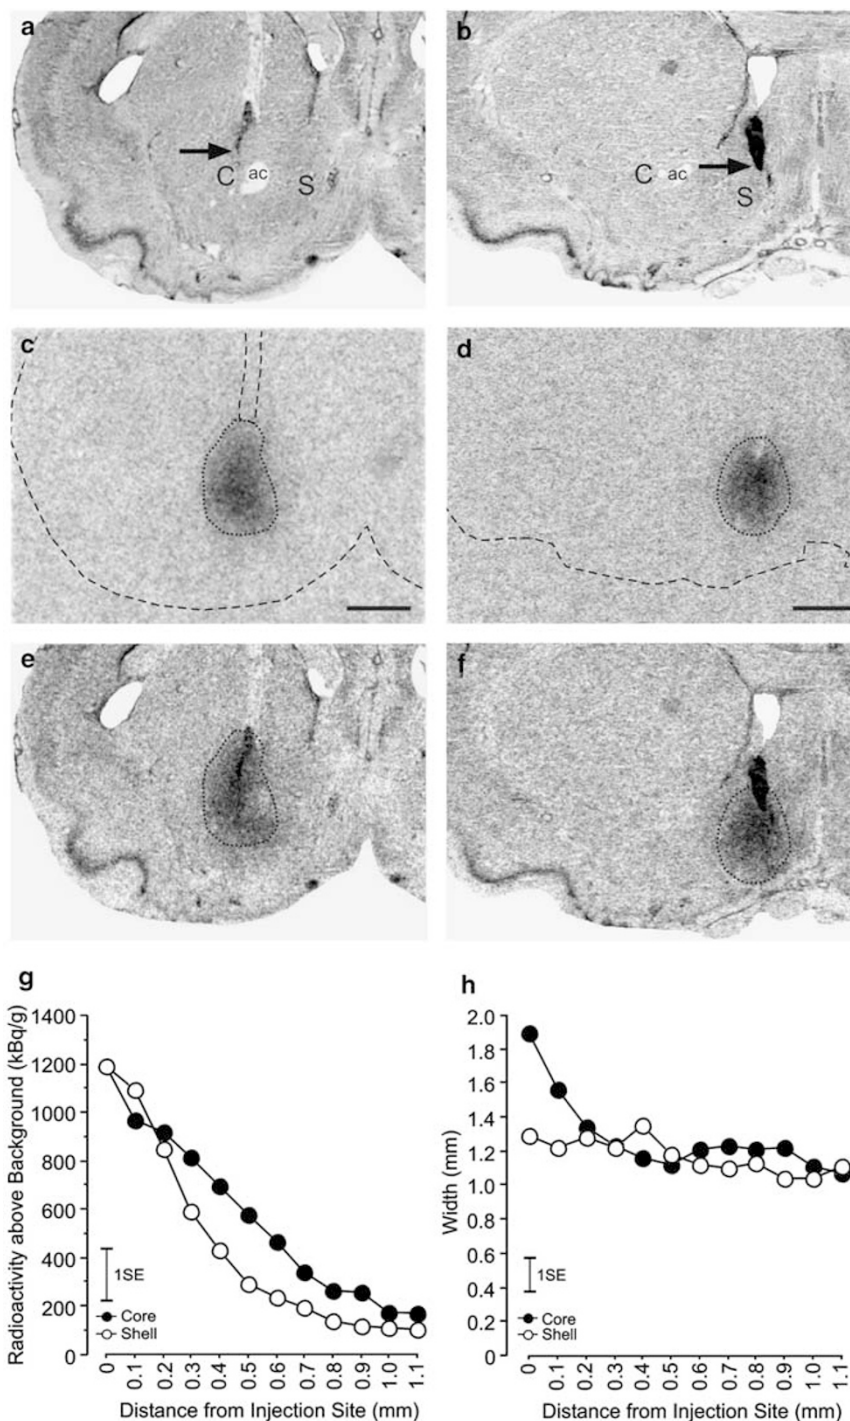 a
b
C ac S
C ac S
c
d
e
f
g
h
Radioactivity above Background (kBq/g)
1400
1200
1000
800
600
400
200
0
1SE
Core
Shell
0 0.1 0.2 0.3 0.4 0.5 0.6 0.7 0.8 0.9 1.0 1.1
Distance from Injection Site (mm)
Width (mm)
2.0
1.8
1.6
1.4
1.2
1.0
0.8
0.6
0.4
0.2
0
1SE
Core
Shell
0 0.1 0.2 0.3 0.4 0.5 0.6 0.7 0.8 0.9 1.0 1.1
Distance from Injection Site (mm)